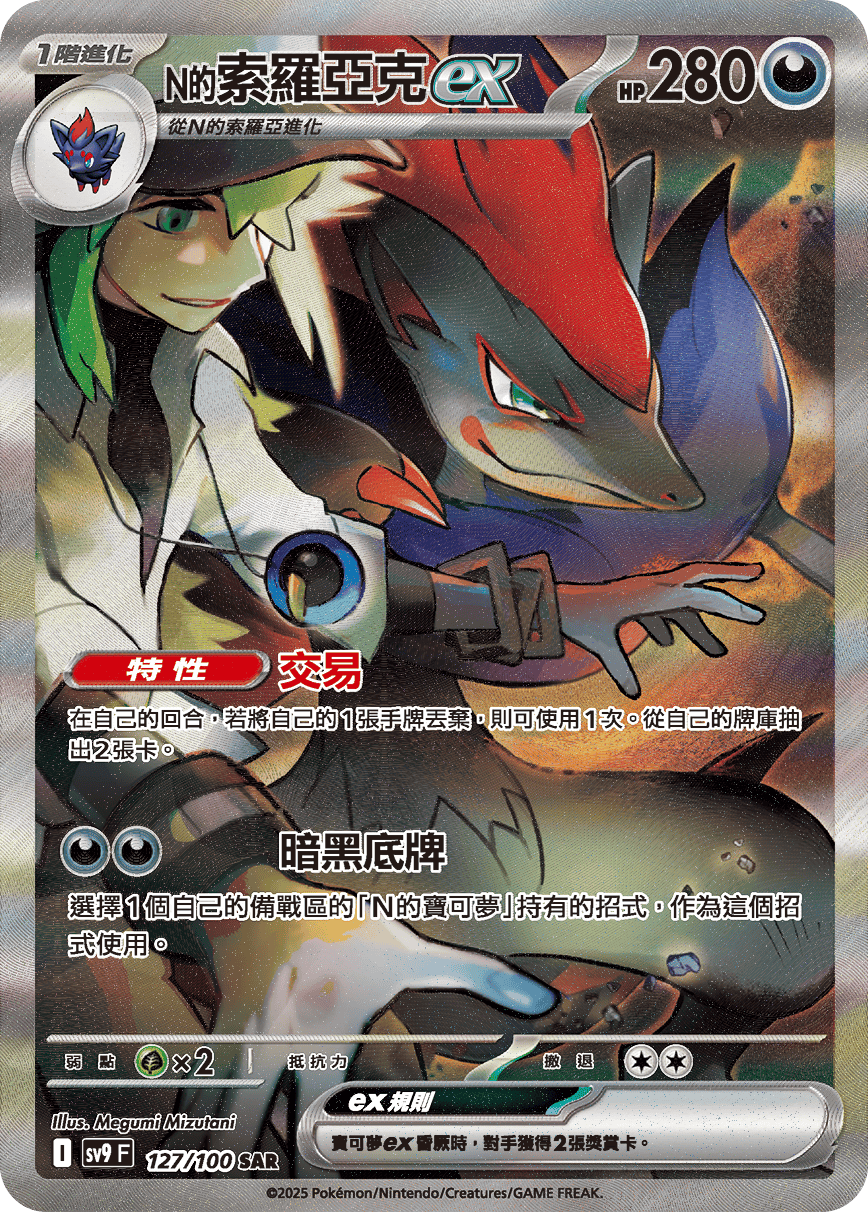 1階進化
N的索羅亞克ex HP280
從N的索羅亞進化
特性 交易
在自己的回合，若將自己的1張手牌丟棄，則可使用1次。從自己的牌庫抽
出2張卡。
暗黑底牌
選擇1個自己的備戰區的「N的寶可夢」持有的招式，作為這個招
式使用。
弱點 ×2 抵抗力 撤退
ex規則
寶可夢ex昏厥時，對手獲得2張獎賞卡。
Illus. Megumi Mizutani
I sv9 F 127/100 SAR
©2025 Pokémon/Nintendo/Creatures/GAME FREAK.